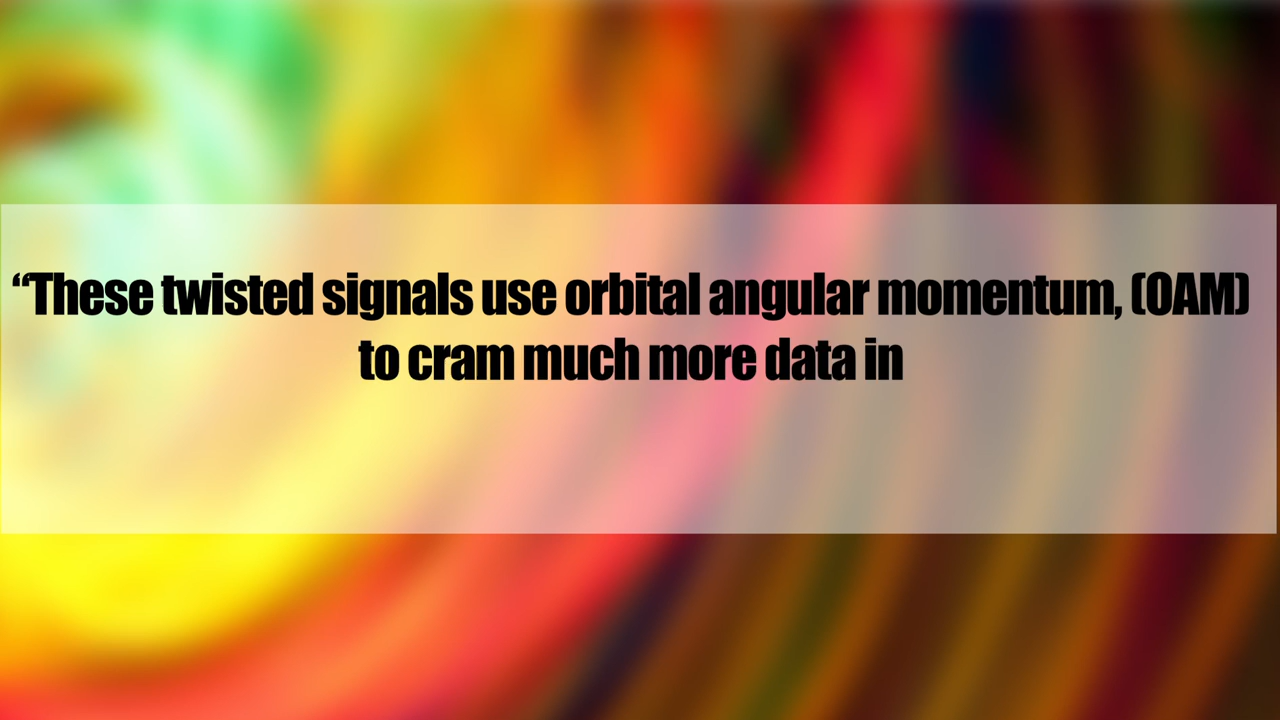 “These twisted signals use orbital angular momentum, (OAM)
to cram much more data in